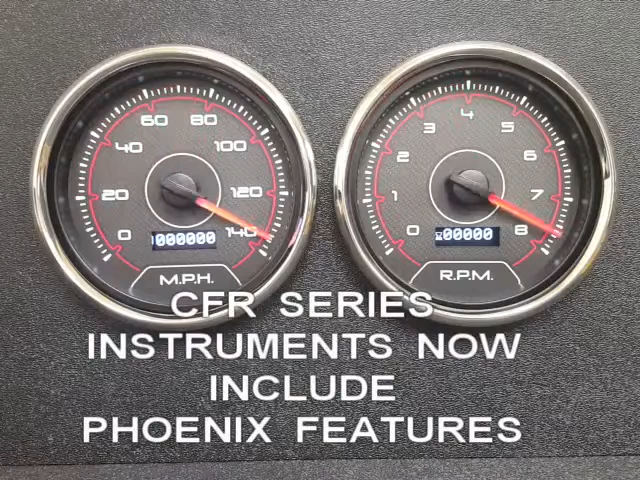 0 20 40 60 80 100 120 140
000000
M.P.H.
0 1 2 3 4 5 6 7 8
00000
R.P.M.
CFR SERIES
INSTRUMENTS NOW
INCLUDE
PHOENIX FEATURES